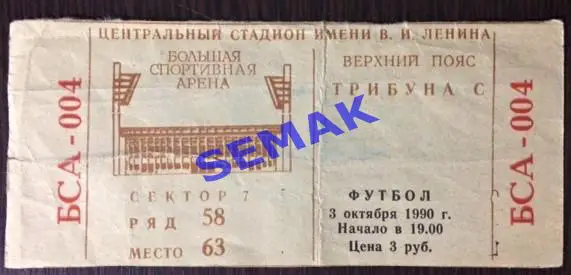 ЦЕНТРАЛЬНЫЙ СТАДИОН ИМЕНИ В. И. ЛЕНИНА
БСА-004
БОЛЬШАЯ
СПОРТИВНАЯ
АРЕНА
СЕКТОР 7
РЯД 58
МЕСТО 63
ВЕРХНИЙ ПОЯС
ТРИБУНА С
ФУТБОЛ
3 октября 1990 г.
Начало в 19.00
Цена 3 руб.
БСА-004
SEMAK